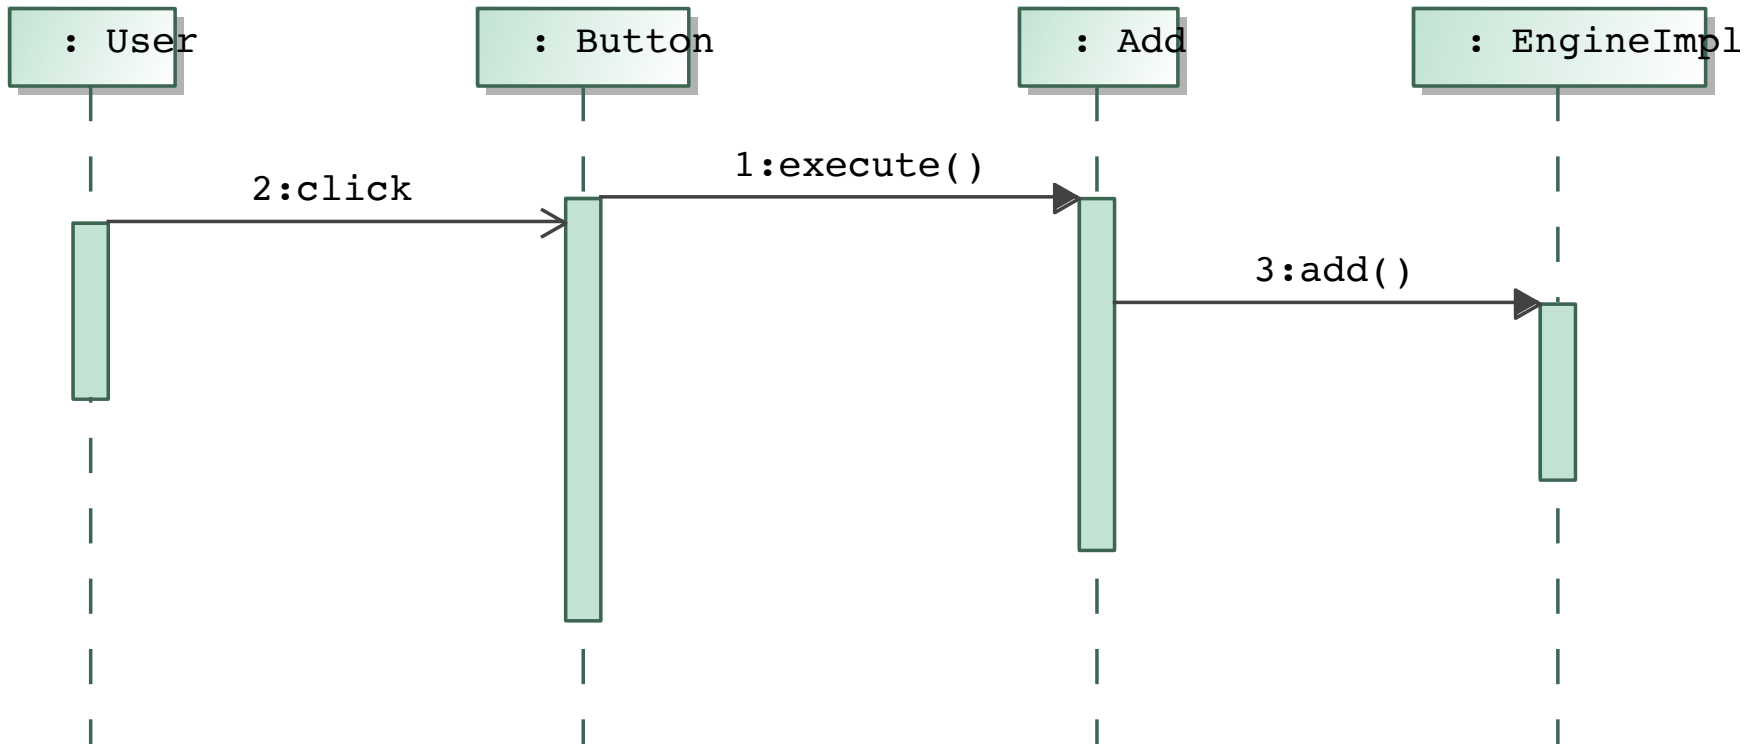 : User
: Button
: Add
: EngineImpl
1:execute()
2:click
3:add()